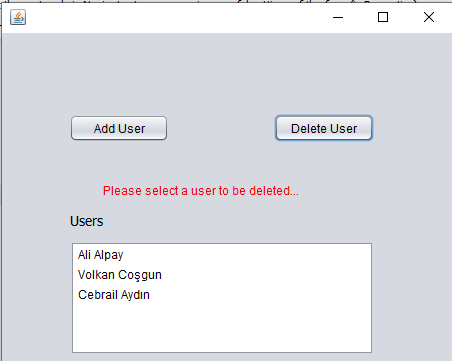 Add User
Delete User
Please select a user to be deleted...
Users
Ali Alpay
Volkan Coşgun
Cebrail Aydın